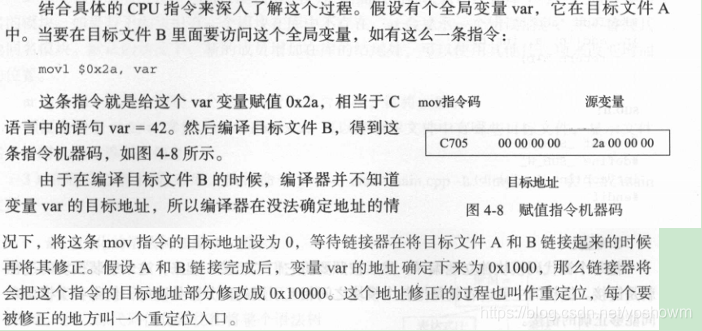 结合具体的 CPU 指令来深入了解这个过程。假设有个全局变量 var，它在目标文件 A
中。当要在目标文件 B 里面要访问这个全局变量，如有这么一条指令：
movl $0x2a, var
这条指令就是给这个 var 变量赋值 0x2a，相当于 C
语言中的语句 var = 42。然后编译目标文件 B，得到这
条指令机器码，如图 4-8 所示。
由于在编译目标文件 B 的时候，编译器并不知道
变量 var 的目标地址，所以编译器在没法确定地址的情
mov指令码 源变量
C705 00 00 00 00 2a 00 00 00
目标地址
图 4-8 赋值指令机器码
况下，将这条 mov 指令的目标地址设为 0，等待链接器在将目标文件 A 和 B 链接起来的时候
再将其修正。假设 A 和 B 链接完成后，变量 var 的地址确定下来为 0x1000，那么链接器将
会把这个指令的目标地址部分修改成 0x10000。这个地址修正的过程也叫作重定位，每个要
被修正的地方叫一个重定位入口。
https://blog.csdn.net/ypshowm